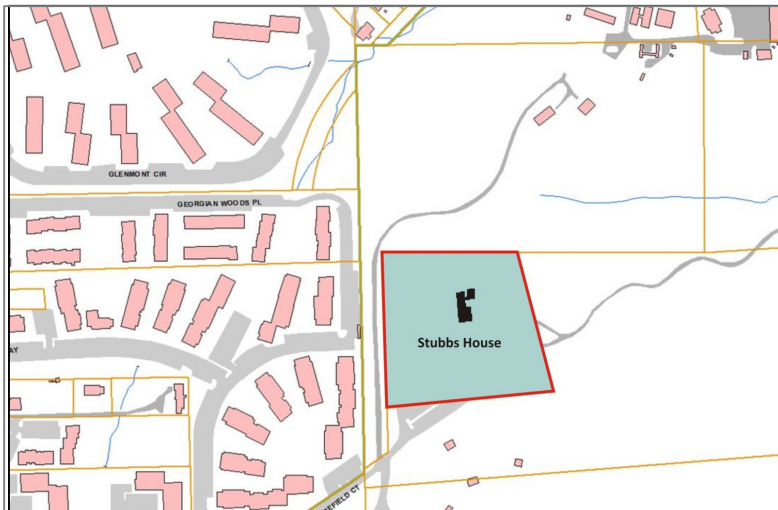 GLENMONT CIR
GEORGIAN WOODS PL
Stubbs House
AY
EFIELD CT